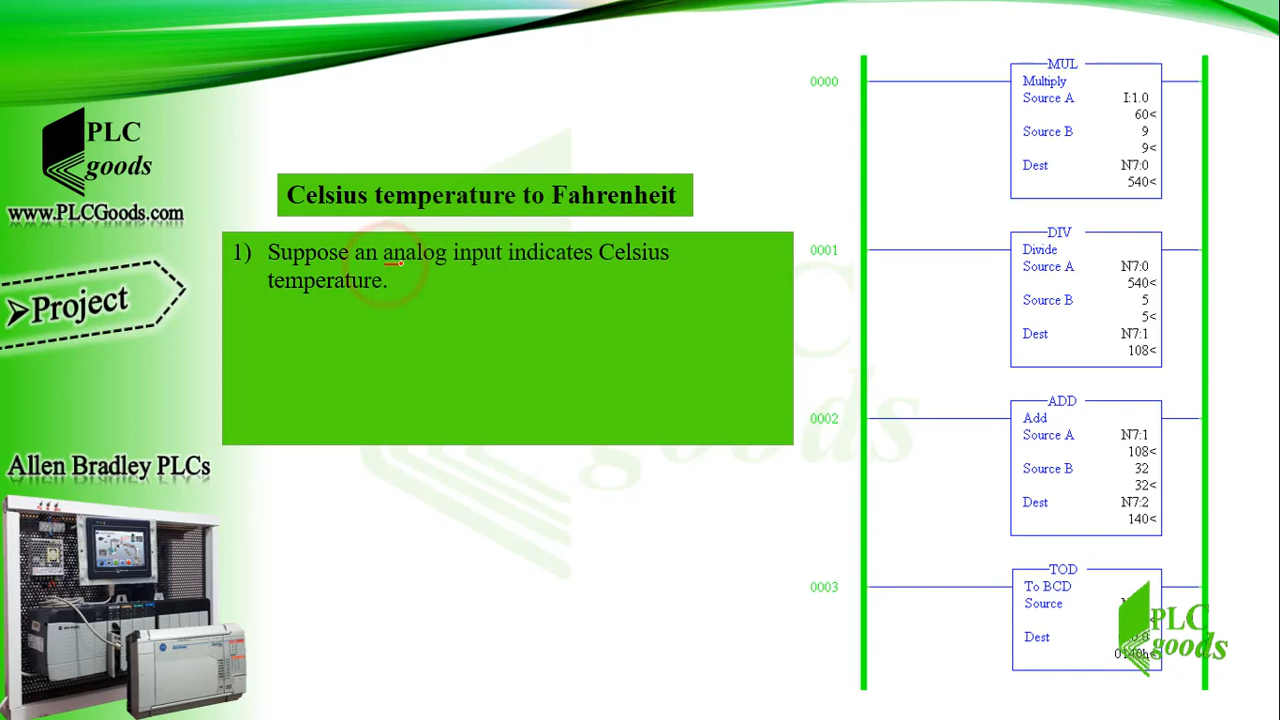 PLC
goods
www.PLCGoods.com
Project
Allen Bradley PLCs
Celsius temperature to Fahrenheit
1) Suppose an analog input indicates Celsius
temperature.
0000
MUL
Multiply
Source A I:1.0
60<
Source B 9
9<
Dest N7:0
540<
0001
DIV
Divide
Source A N7:0
540<
Source B 5
5<
Dest N7:1
108<
0002
ADD
Add
Source A N7:1
108<
Source B 32
32<
Dest N7:2
140<
0003
TOD
To BCD
Source
Dest
PLC
goods